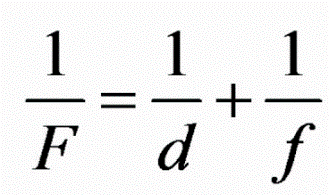 1/F = 1/d + 1/f